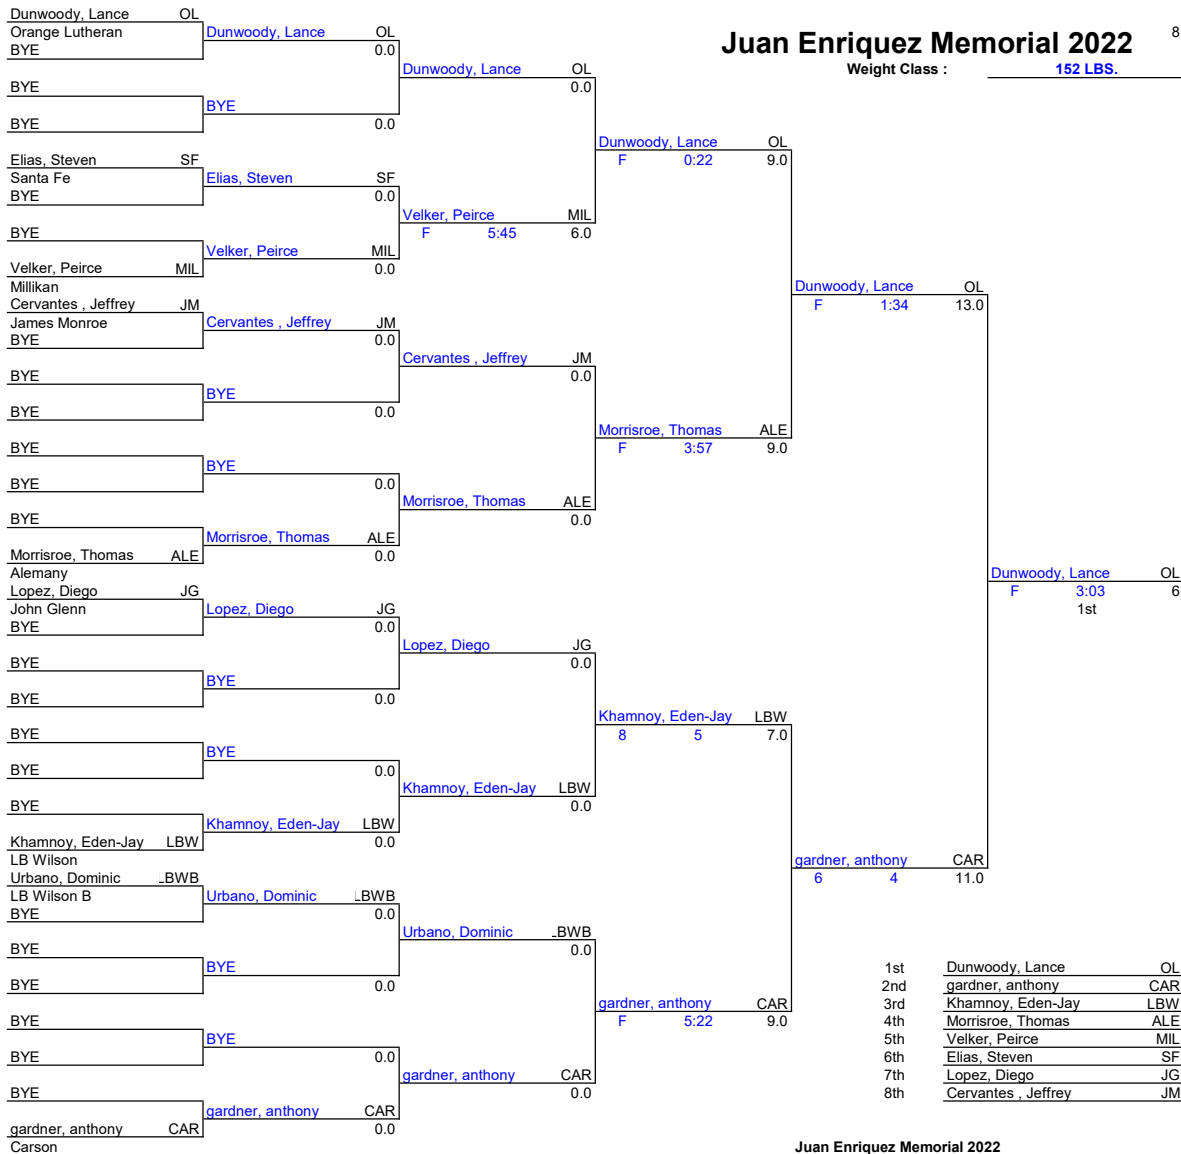 Juan Enriquez Memorial 2022
8
Weight Class :
152 LBS.
Dunwoody, Lance OL
Orange Lutheran
BYE
BYE
BYE
Elias, Steven SF
Santa Fe
BYE
BYE
Velker, Peirce MIL
Millikan
Cervantes , Jeffrey JM
James Monroe
BYE
BYE
BYE
BYE
BYE
BYE
Morrisroe, Thomas ALE
Alemany
Lopez, Diego JG
John Glenn
BYE
BYE
BYE
BYE
BYE
BYE
Khamnoy, Eden-Jay LBW
LB Wilson
Urbano, Dominic LBWB
LB Wilson B
BYE
BYE
BYE
BYE
BYE
BYE
gardner, anthony CAR
Carson
Dunwoody, Lance OL
0.0
BYE
0.0
Elias, Steven SF
0.0
Velker, Peirce MIL
0.0
Cervantes , Jeffrey JM
0.0
BYE
0.0
BYE
0.0
Morrisroe, Thomas ALE
0.0
Lopez, Diego JG
0.0
BYE
0.0
BYE
0.0
Khamnoy, Eden-Jay LBW
0.0
Urbano, Dominic LBWB
0.0
BYE
0.0
BYE
0.0
gardner, anthony CAR
0.0
Dunwoody, Lance OL
0.0
Velker, Peirce MIL
F 5:45 6.0
Cervantes , Jeffrey JM
0.0
Morrisroe, Thomas ALE
0.0
Lopez, Diego JG
0.0
Khamnoy, Eden-Jay LBW
0.0
Urbano, Dominic LBWB
0.0
gardner, anthony CAR
0.0
Dunwoody, Lance OL
F 0:22 9.0
Morrisroe, Thomas ALE
F 3:57 9.0
Khamnoy, Eden-Jay LBW
8 5 7.0
gardner, anthony CAR
F 5:22 9.0
Dunwoody, Lance OL
F 1:34 13.0
gardner, anthony CAR
6 4 11.0
Dunwoody, Lance OL
F 3:03 6
1st
1st Dunwoody, Lance OL
2nd gardner, anthony CAR
3rd Khamnoy, Eden-Jay LBW
4th Morrisroe, Thomas ALE
5th Velker, Peirce MIL
6th Elias, Steven SF
7th Lopez, Diego JG
8th Cervantes , Jeffrey JM
Juan Enriquez Memorial 2022